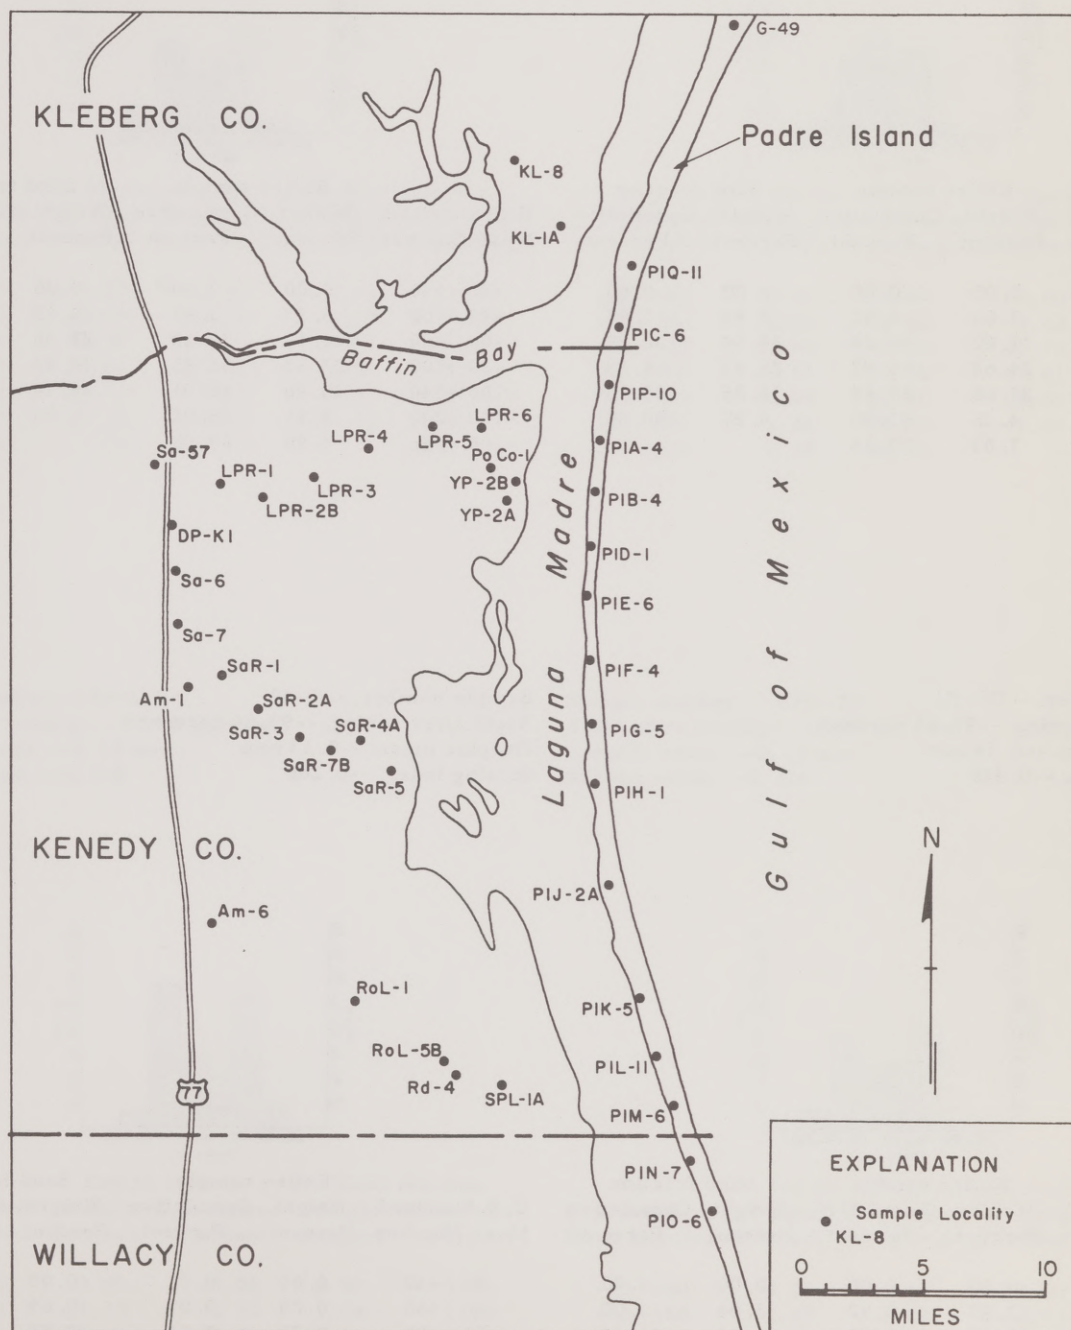 G-49
KLEBERG CO.
Padre Island
KL-8
KL-1A
PIQ-11
PIC-6
Baffin Bay
PIP-10
LPR-6
LPR-4
LPR-5
PIA-4
Sa-57
PoCo-1
LPR-1
LPR-3
YP-2B
PIB-4
LPR-2B
YP-2A
DP-K1
PID-1
Sa-6
PIE-6
Sa-7
Laguna Madre
Gulf of Mexico
SaR-1
PIF-4
Am-1
SaR-2A
SaR-4A
SaR-3
PIG-5
SaR-7B
SaR-5
PIH-1
KENEDY CO.
N
PIJ-2A
Am-6
RoL-1
PIK-5
RoL-5B
PIL-11
Rd-4
77
SPL-1A
PIM-6
PIN-7
EXPLANATION
PIO-6
Sample Locality
KL-8
WILLACY CO.
0 5 10
MILES